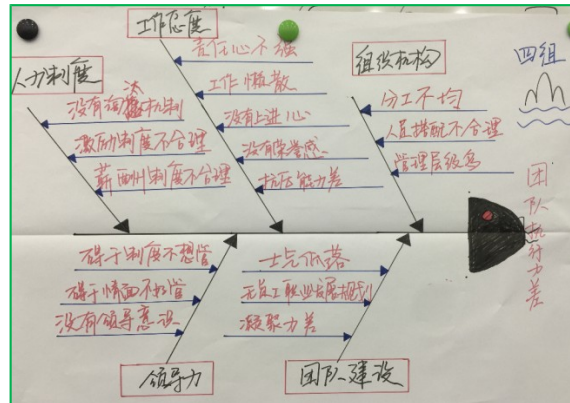 工作态度
责任心不强
工作懒散
没有上进心
没有荣誉感
抗压能力差
人力制度
没有淘汰机制
激励制度不合理
薪酬制度不合理
组织机构
分工不均
人员搭配不合理
管理层级多
四组
团队执行力差
碍于制度不想管
碍于情面不想管
没有领导意识
领导力
士气低落
无员工职业发展规划
凝聚力差
团队建设